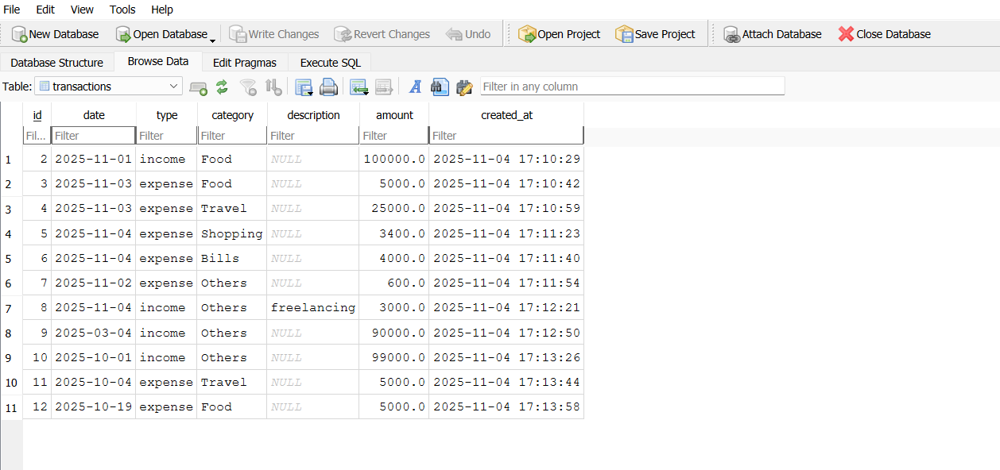 File Edit View Tools Help
New Database Open Database Write Changes Revert Changes Undo Open Project Save Project Attach Database Close Database
Database Structure Browse Data Edit Pragmas Execute SQL
Table: transactions Filter in any column
id date type category description amount created_at
Fil... Filter Filter Filter Filter Filter Filter
1 2 2025-11-01 income Food NULL 100000.0 2025-11-04 17:10:29
2 3 2025-11-03 expense Food NULL 5000.0 2025-11-04 17:10:42
3 4 2025-11-03 expense Travel NULL 25000.0 2025-11-04 17:10:59
4 5 2025-11-04 expense Shopping NULL 3400.0 2025-11-04 17:11:23
5 6 2025-11-04 expense Bills NULL 4000.0 2025-11-04 17:11:40
6 7 2025-11-02 expense Others NULL 600.0 2025-11-04 17:11:54
7 8 2025-11-04 income Others freelancing 3000.0 2025-11-04 17:12:21
8 9 2025-03-04 income Others NULL 90000.0 2025-11-04 17:12:50
9 10 2025-10-01 income Others NULL 99000.0 2025-11-04 17:13:26
10 11 2025-10-04 expense Travel NULL 5000.0 2025-11-04 17:13:44
11 12 2025-10-19 expense Food NULL 5000.0 2025-11-04 17:13:58